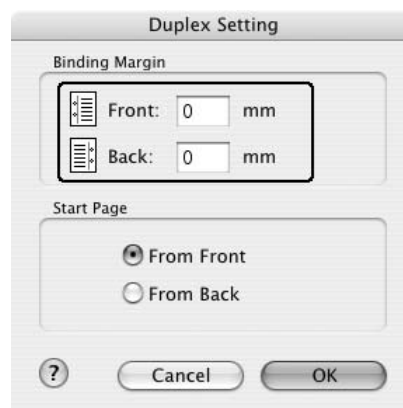 Duplex Setting
Binding Margin
Front: 0 mm
Back: 0 mm
Start Page
From Front
From Back
? Cancel OK